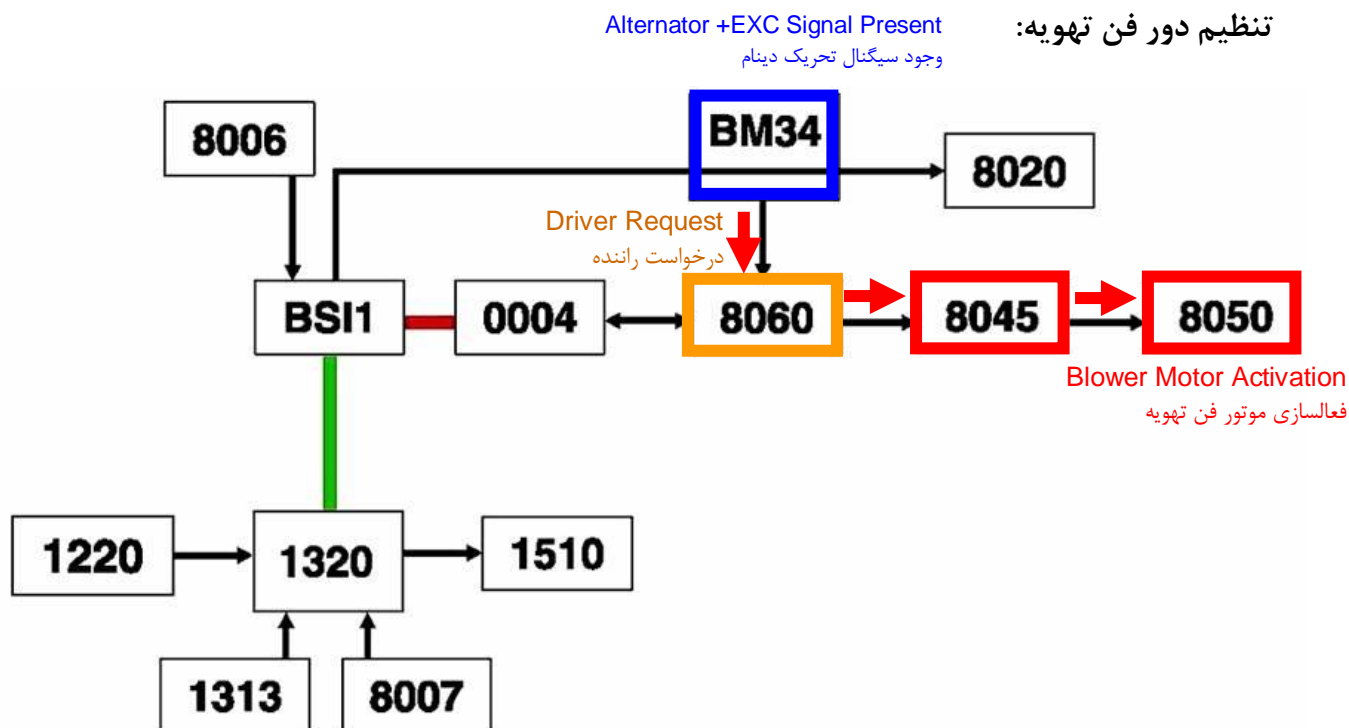 تنظیم دور فن تهویه:
Alternator +EXC Signal Present
وجود سیگنال تحریک دینام
8006
BM34
8020
Driver Request
درخواست راننده
BSI1
0004
8060
8045
8050
Blower Motor Activation
فعالسازی موتور فن تهویه
1220
1320
1510
1313
8007